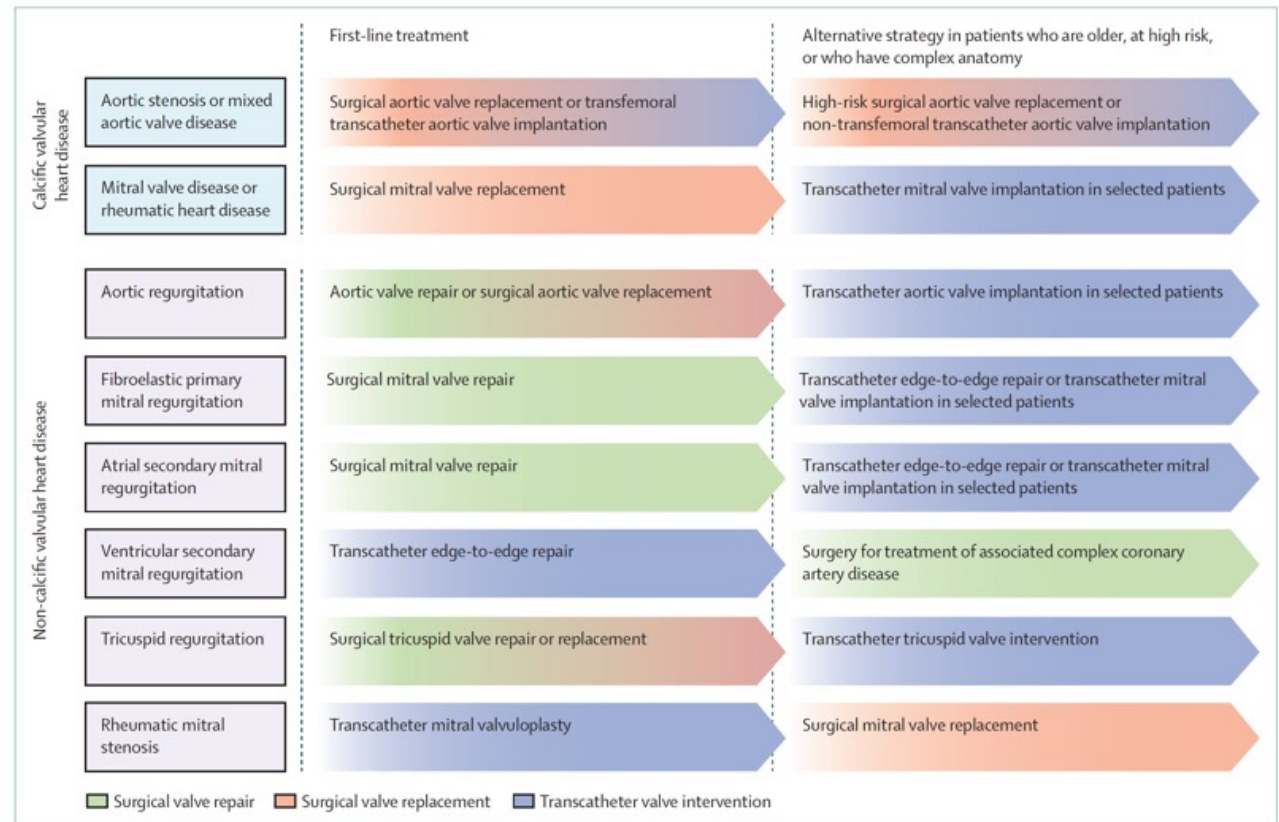 First-line treatment
Alternative strategy in patients who are older, at high risk,
or who have complex anatomy
Calcific valvular
heart disease
Aortic stenosis or mixed
aortic valve disease
Surgical aortic valve replacement or transfemoral
transcatheter aortic valve implantation
High-risk surgical aortic valve replacement or
non-transfemoral transcatheter aortic valve implantation
Mitral valve disease or
rheumatic heart disease
Surgical mitral valve replacement
Transcatheter mitral valve implantation in selected patients
Non-calcific valvular heart disease
Aortic regurgitation
Aortic valve repair or surgical aortic valve replacement
Transcatheter aortic valve implantation in selected patients
Fibroelastic primary
mitral regurgitation
Surgical mitral valve repair
Transcatheter edge-to-edge repair or transcatheter mitral
valve implantation in selected patients
Atrial secondary mitral
regurgitation
Surgical mitral valve repair
Transcatheter edge-to-edge repair or transcatheter mitral
valve implantation in selected patients
Ventricular secondary
mitral regurgitation
Transcatheter edge-to-edge repair
Surgery for treatment of associated complex coronary
artery disease
Tricuspid regurgitation
Surgical tricuspid valve repair or replacement
Transcatheter tricuspid valve intervention
Rheumatic mitral
stenosis
Transcatheter mitral valvuloplasty
Surgical mitral valve replacement
Surgical valve repair
Surgical valve replacement
Transcatheter valve intervention